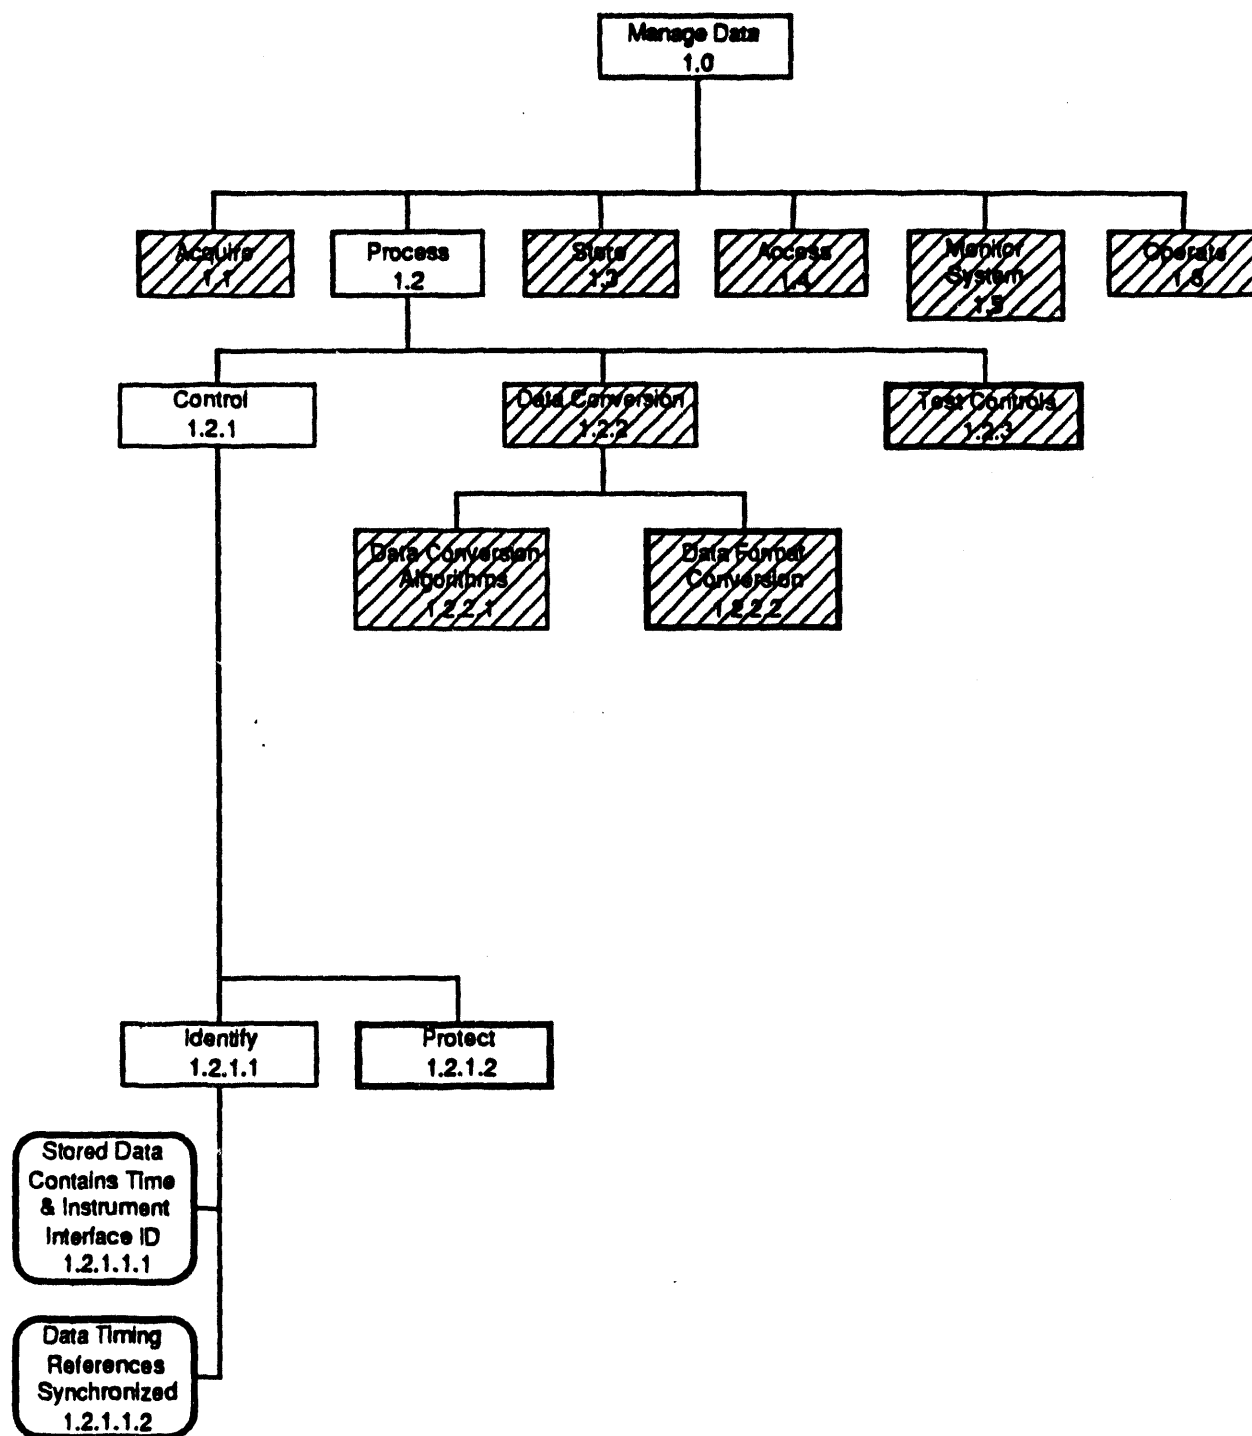 Manage Data
1.0
Acquire
1.1
Process
1.2
Store
1.3
Access
1.4
Monitor
System
1.5
Operate
1.6
Control
1.2.1
Data Conversion
1.2.2
Test Controls
1.2.3
Data Conversion
Algorithms
1.2.2.1
Data Format
Conversion
1.2.2.2
Identify
1.2.1.1
Protect
1.2.1.2
Stored Data
Contains Time
& Instrument
Interface ID
1.2.1.1.1
Data Timing
References
Synchronized
1.2.1.1.2